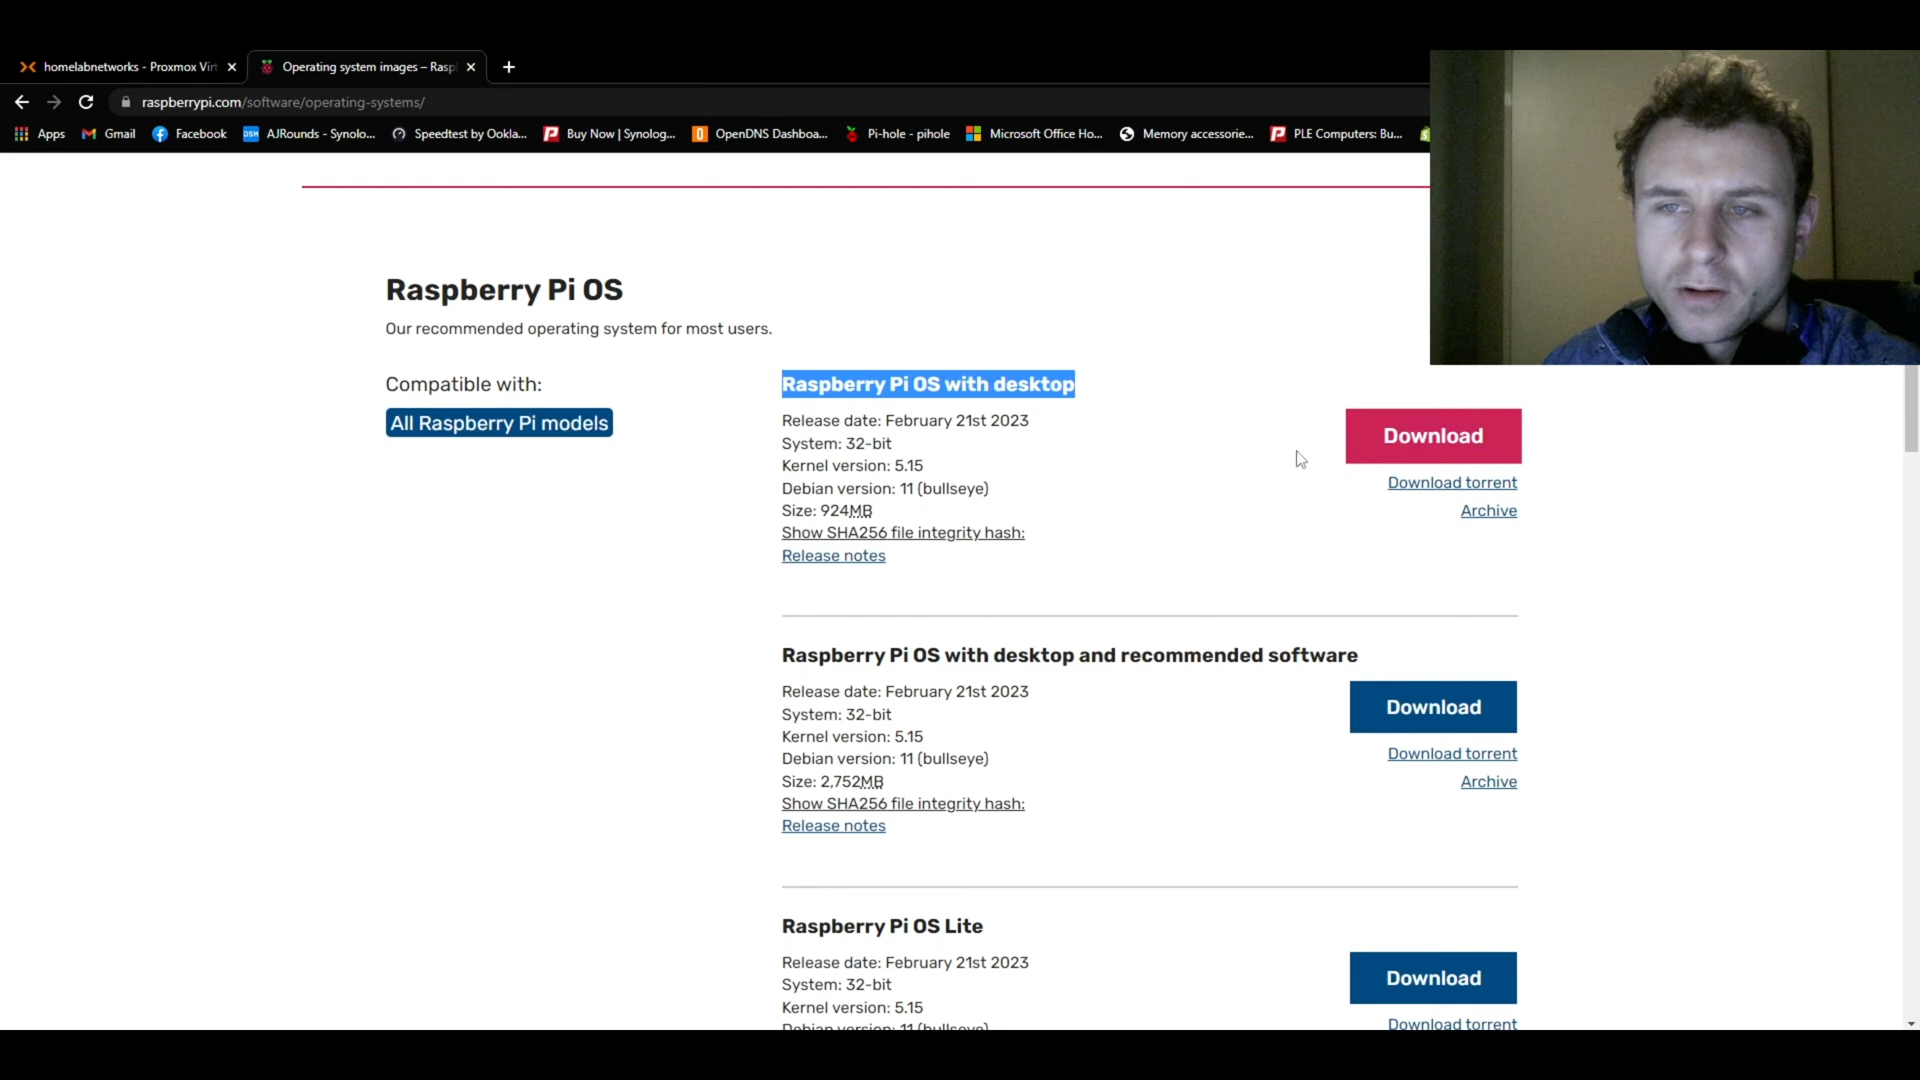 homelabnetworks - Proxmox Virt
Operating system images – Rasp
raspberrypi.com/software/operating-systems/
Apps
Gmail
Facebook
DSM
AJRounds - Synolo...
Speedtest by Ookla...
Buy Now | Synolog...
OpenDNS Dashboa...
Pi-hole - pihole
Microsoft Office Ho...
Memory accessorie...
PLE Computers: Bu...
Raspberry Pi OS
Our recommended operating system for most users.
Compatible with:
All Raspberry Pi models
Raspberry Pi OS with desktop
Release date: February 21st 2023
System: 32-bit
Kernel version: 5.15
Debian version: 11 (bullseye)
Size: 924MB
Show SHA256 file integrity hash:
Release notes
Download
Download torrent
Archive
Raspberry Pi OS with desktop and recommended software
Release date: February 21st 2023
System: 32-bit
Kernel version: 5.15
Debian version: 11 (bullseye)
Size: 2,752MB
Show SHA256 file integrity hash:
Release notes
Download
Download torrent
Archive
Raspberry Pi OS Lite
Release date: February 21st 2023
System: 32-bit
Kernel version: 5.15
Debian version: 11 (bullseye)
Download
Download torrent